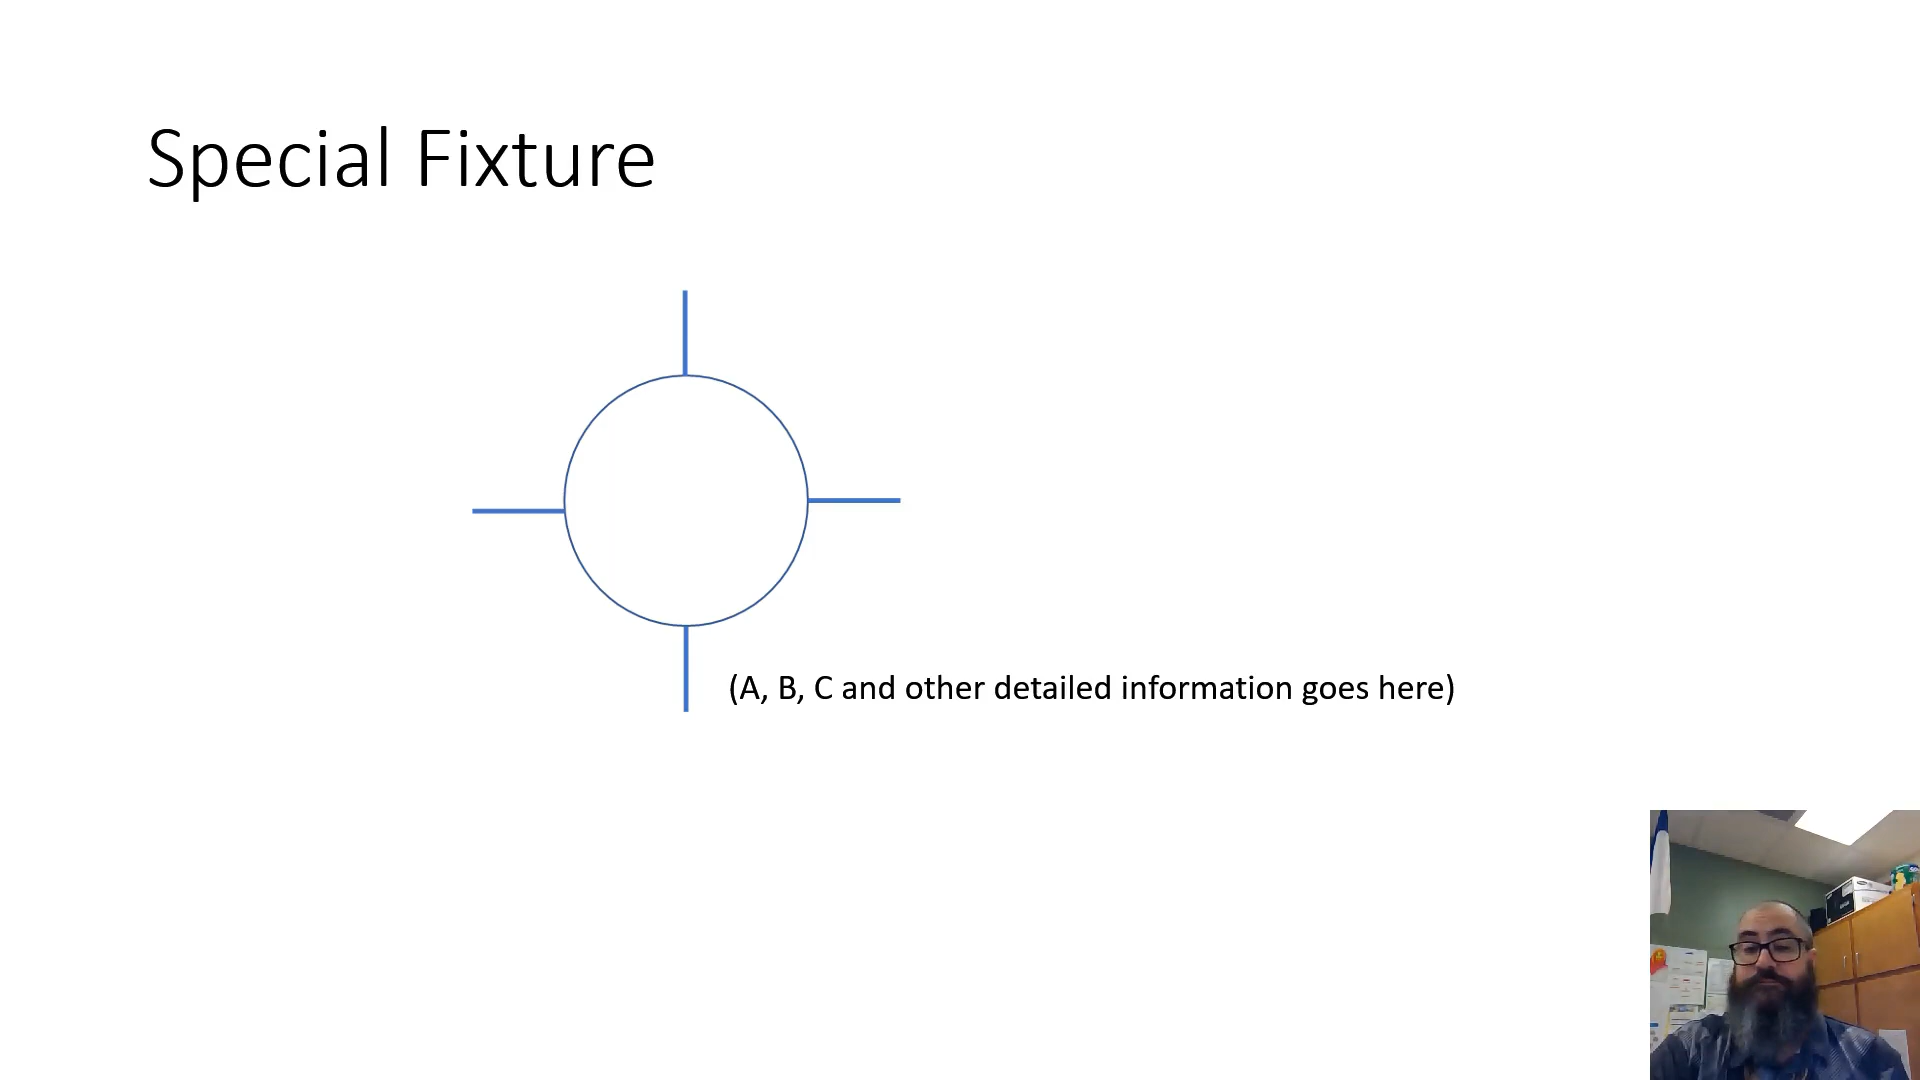 Special Fixture
(A, B, C and other detailed information goes here)